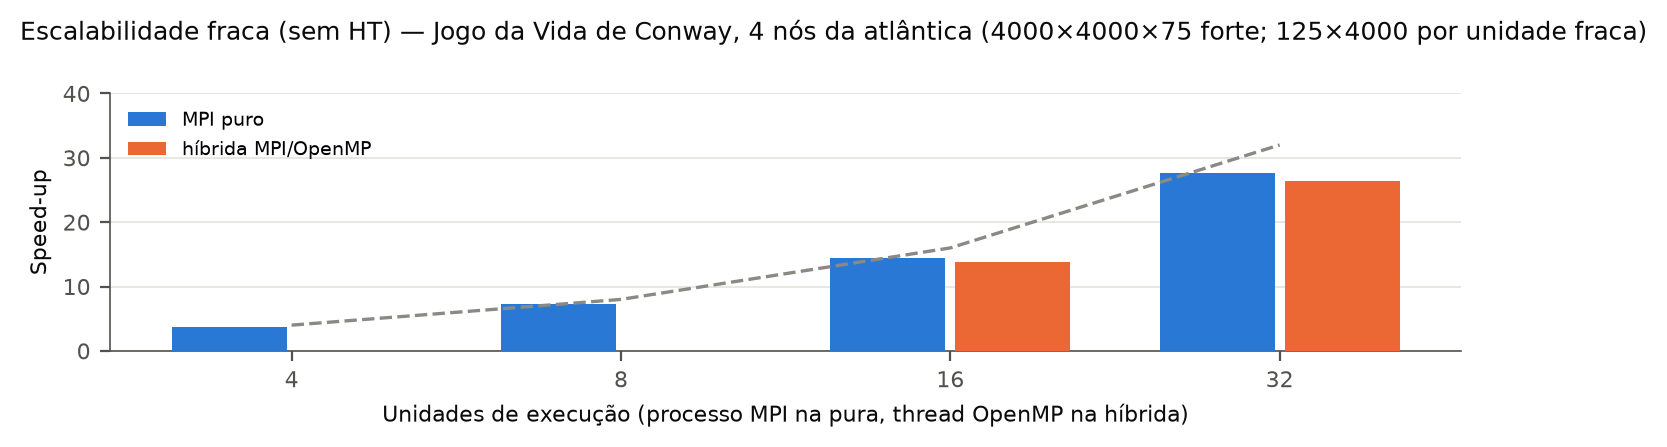 Escalabilidade fraca (sem HT) — Jogo da Vida de Conway, 4 nós da atlântica (4000×4000×75 forte; 125×4000 por unidade fraca)
40
30
20
10
0
Speed-up
MPI puro
híbrida MPI/OpenMP
4 8 16 32
Unidades de execução (processo MPI na pura, thread OpenMP na híbrida)